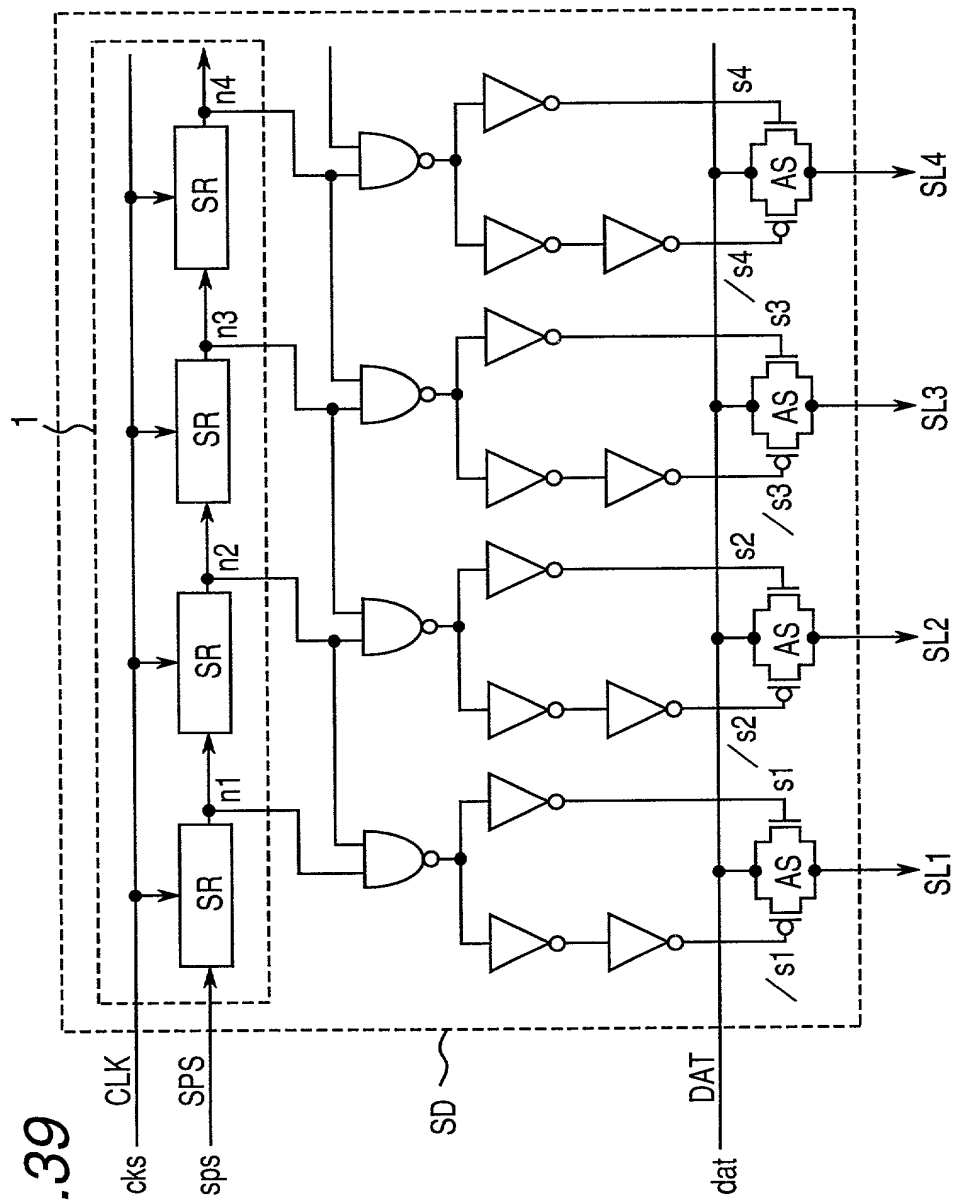 .39
1
cks CLK
sps SPS
SR SR SR SR
n1 n2 n3 n4
SD
dat DAT
/s1 s1 /s2 s2 /s3 s3 /s4 s4
AS AS AS AS
SL1 SL2 SL3 SL4